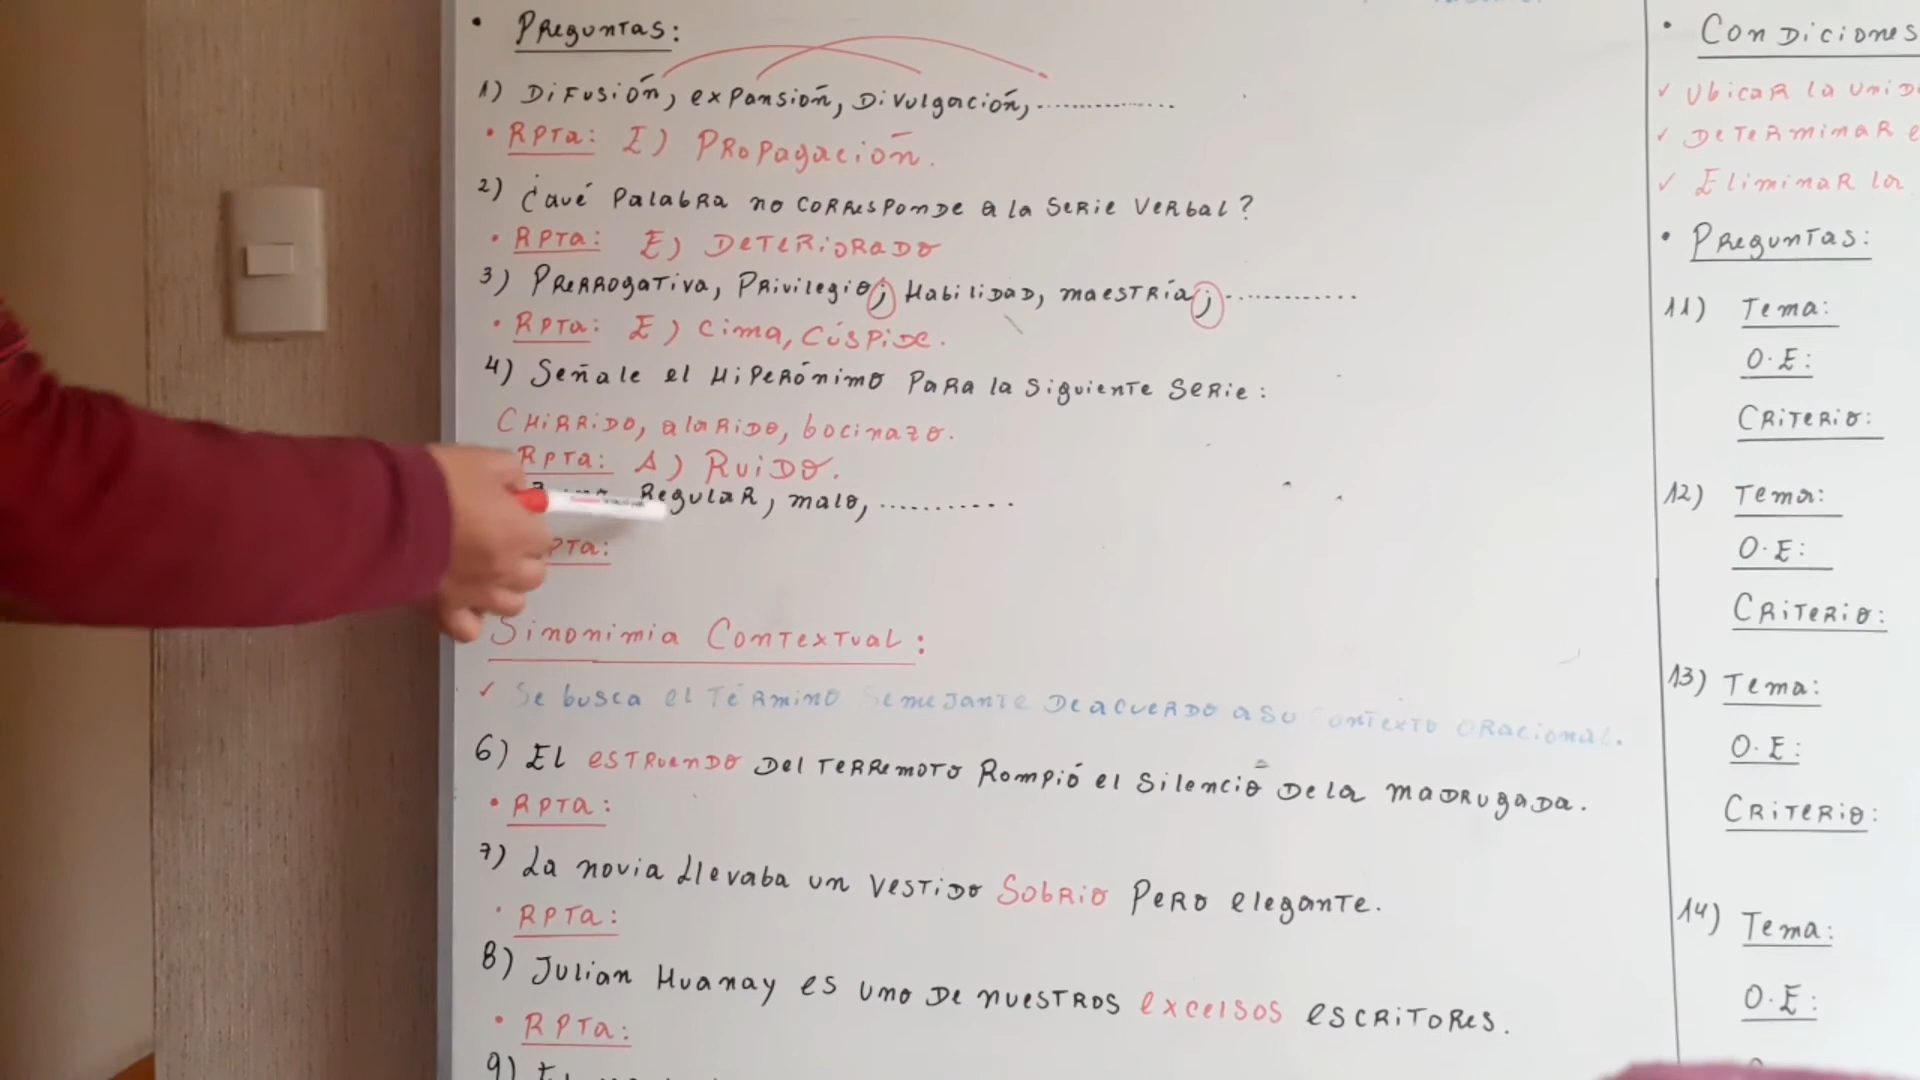 • Preguntas:
1) Difusión, expansión, Divulgación, ...............
• Rpta: E) Propagación.
2) ¿Qué palabra no corresponde a la serie verbal?
• Rpta: E) Deteriorado
3) Prerrogativa, Privilegio; Habilidad, maestría; ..............
• Rpta: E) Cima, cúspide.
4) Señale el Hiperónimo para la siguiente serie:
Chirrido, alarido, bocinazo.
Rpta: A) Ruido.
Regular, malo, ...........
pta:
Sinonimia Contextual:
✓ Se busca el término semejante de acuerdo a su contexto oracional.
6) El estruendo del terremoto rompió el silencio de la madrugada.
• Rpta:
7) La novia llevaba un vestido sobrio pero elegante.
• Rpta:
8) Julian Huanay es uno de nuestros excelsos escritores.
• Rpta:
9)
• Condiciones
✓ Ubicar la unid
✓ Determinar e
✓ Eliminar la
• Preguntas:
11) Tema:
O.E:
Criterio:
12) Tema:
O.E:
Criterio:
13) Tema:
O.E:
Criterio:
14) Tema:
O.E: